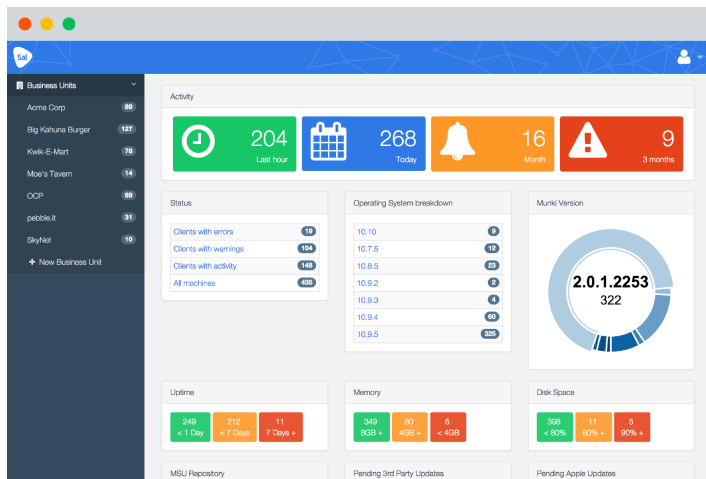 Sal
Business Units
Acme Corp 89
Big Kahuna Burger 127
Kwik-E-Mart 78
Moe's Tavern 14
OCP 69
pebble.it 31
SkyNet 10
+ New Business Unit
Activity
204
Last hour
268
Today
16
Month
9
3 months
Status
Clients with errors 19
Clients with warnings 104
Clients with activity 148
All machines 435
Operating System breakdown
10.10 9
10.7.5 12
10.8.5 23
10.9.2 2
10.9.3 4
10.9.4 60
10.9.5 325
Munki Version
2.0.1.2253
322
Uptime
249
< 1 Day
212
< 7 Days
11
7 Days +
Memory
349
8GB +
80
4GB +
6
< 4GB
Disk Space
398
< 80%
11
80% +
5
90% +
MSU Repository
Pending 3rd Party Updates
Pending Apple Updates